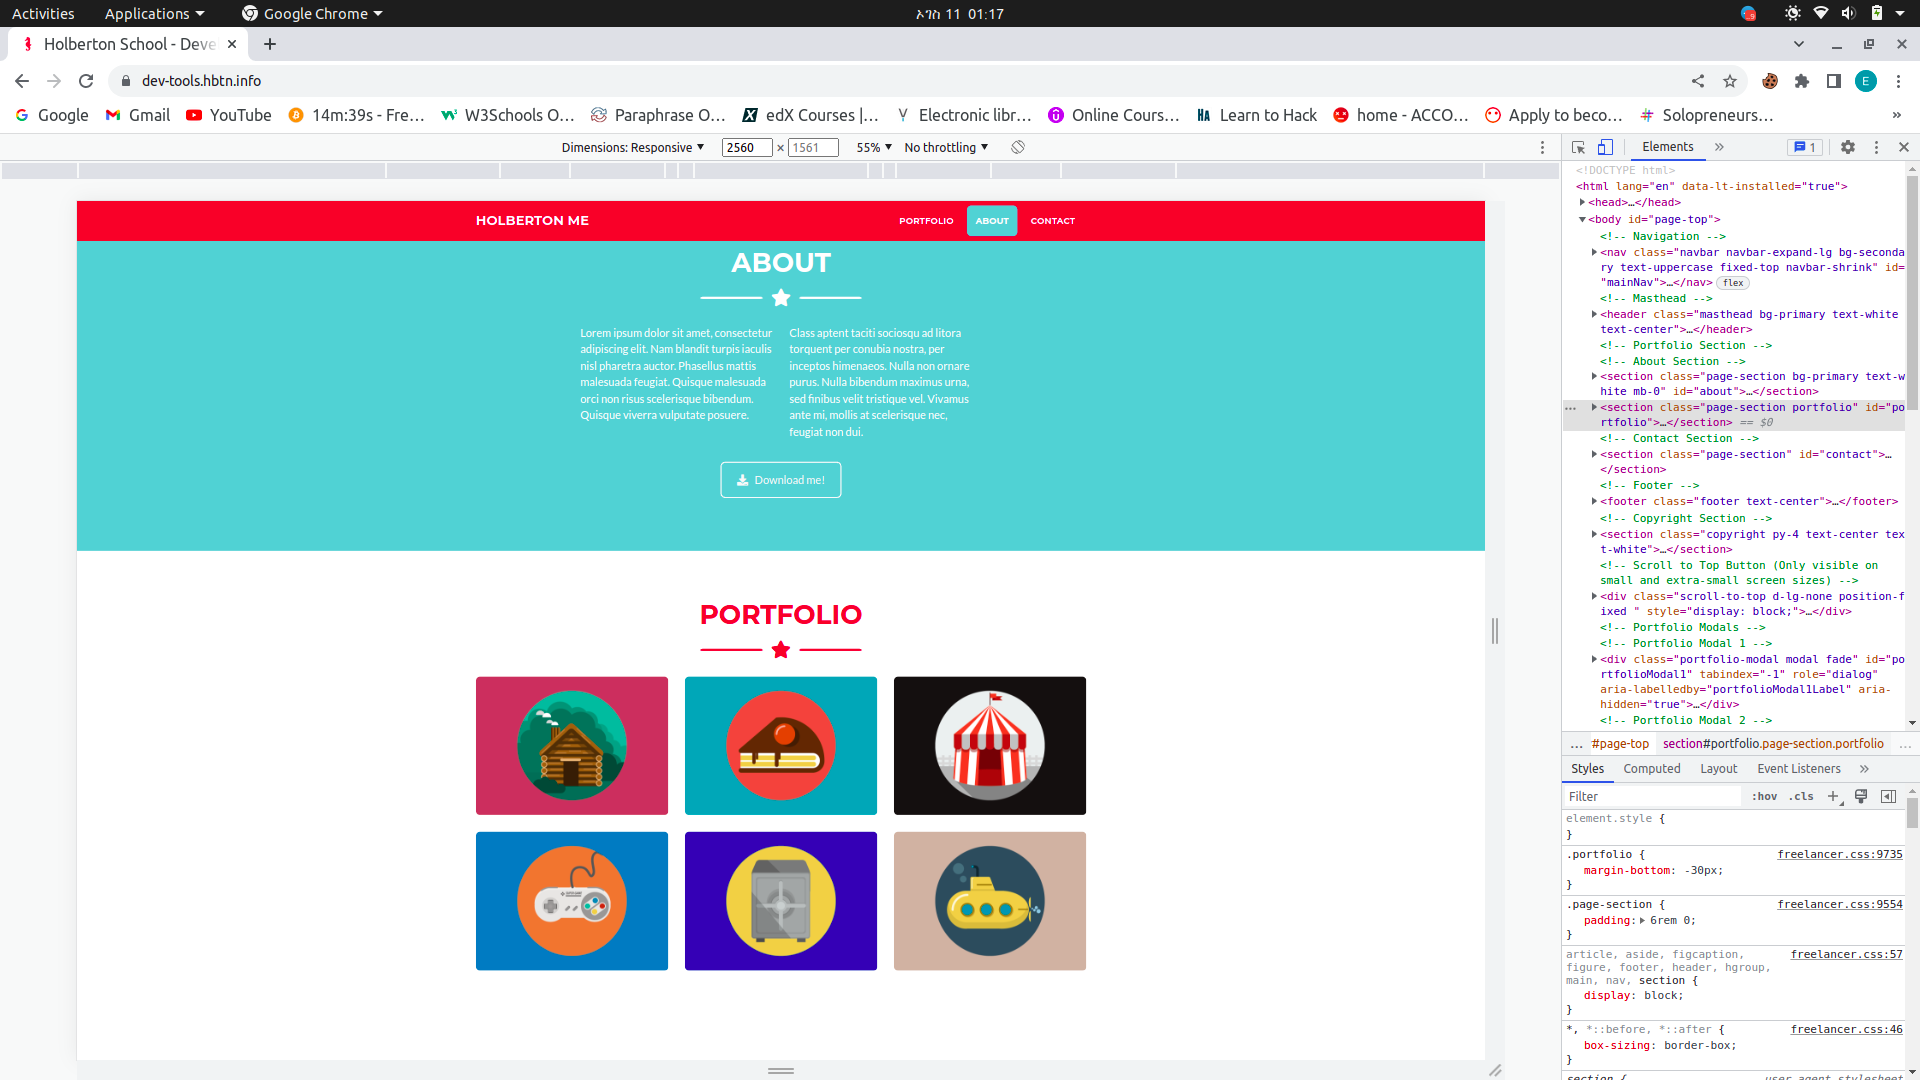 Activities Applications Google Chrome ኦገስ 11 01:17
Holberton School - Deve
dev-tools.hbtn.info E
Google Gmail YouTube 14m:39s - Fre… W3Schools O… Paraphrase O… edX Courses |… Electronic libr… Online Cours… Learn to Hack home - ACCO… Apply to beco… Solopreneurs… »
Dimensions: Responsive 2560 × 1561 55% No throttling
Elements » 1
HOLBERTON ME PORTFOLIO ABOUT CONTACT
ABOUT
Lorem ipsum dolor sit amet, consectetur
adipiscing elit. Nam blandit turpis iaculis
nisl pharetra auctor. Phasellus mattis
malesuada feugiat. Quisque malesuada
orci non risus scelerisque bibendum.
Quisque viverra vulputate posuere.
Class aptent taciti sociosqu ad litora
torquent per conubia nostra, per
inceptos himenaeos. Nulla non ornare
purus. Nulla bibendum maximus urna,
sed finibus velit tristique vel. Vivamus
ante mi, mollis at scelerisque nec,
feugiat non dui.
Download me!
PORTFOLIO
<!DOCTYPE html>
<html lang="en" data-lt-installed="true">
<head>…</head>
<body id="page-top">
<!-- Navigation -->
<nav class="navbar navbar-expand-lg bg-seconda
ry text-uppercase fixed-top navbar-shrink" id=
"mainNav">…</nav> flex
<!-- Masthead -->
<header class="masthead bg-primary text-white
text-center">…</header>
<!-- Portfolio Section -->
<!-- About Section -->
<section class="page-section bg-primary text-w
hite mb-0" id="about">…</section>
<section class="page-section portfolio" id="po
rtfolio">…</section> == $0
<!-- Contact Section -->
<section class="page-section" id="contact">…
</section>
<!-- Footer -->
<footer class="footer text-center">…</footer>
<!-- Copyright Section -->
<section class="copyright py-4 text-center tex
t-white">…</section>
<!-- Scroll to Top Button (Only visible on
small and extra-small screen sizes) -->
<div class="scroll-to-top d-lg-none position-f
ixed " style="display: block;">…</div>
<!-- Portfolio Modals -->
<!-- Portfolio Modal 1 -->
<div class="portfolio-modal modal fade" id="po
rtfolioModal1" tabindex="-1" role="dialog"
aria-labelledby="portfolioModal1Label" aria-
hidden="true">…</div>
<!-- Portfolio Modal 2 -->
… #page-top section#portfolio.page-section.portfolio …
Styles Computed Layout Event Listeners »
Filter :hov .cls +
element.style {
}
.portfolio { freelancer.css:9735
margin-bottom: -30px;
}
.page-section { freelancer.css:9554
padding: 6rem 0;
}
article, aside, figcaption, freelancer.css:57
figure, footer, header, hgroup,
main, nav, section {
display: block;
}
*, *::before, *::after { freelancer.css:46
box-sizing: border-box;
}
section { user agent stylesheet